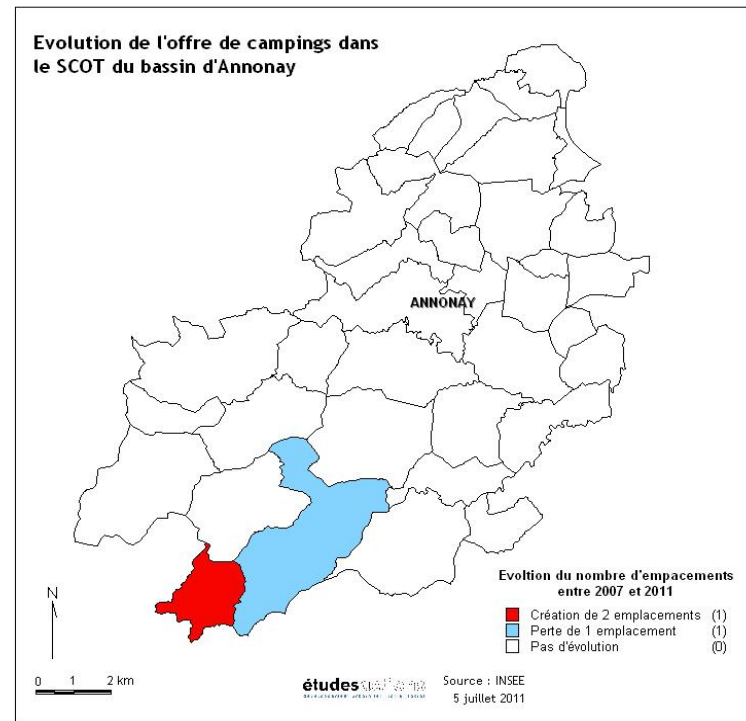 Evolution de l'offre de campings dans
le SCOT du bassin d'Annonay
ANNONAY
N
0 1 2 km
Evoltion du nombre d'empacements
entre 2007 et 2011
Création de 2 emplacements (1)
Perte de 1 emplacement (1)
Pas d'évolution (0)
études
Source : INSEE
5 juillet 2011